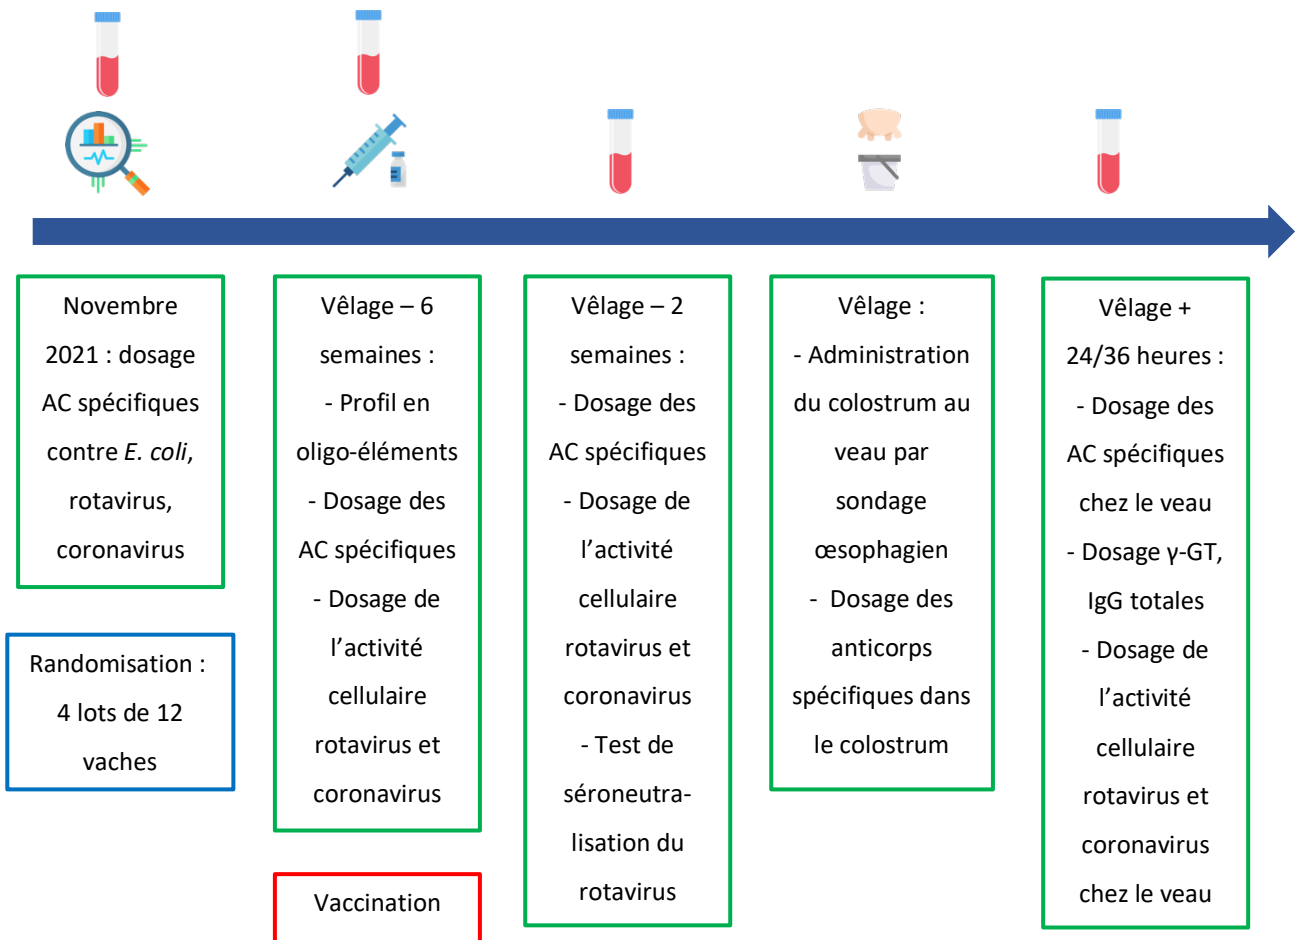 Novembre
2021 : dosage
AC spécifiques
contre E. coli,
rotavirus,
coronavirus
Randomisation :
4 lots de 12
vaches
Vêlage – 6
semaines :
- Profil en
oligo-éléments
- Dosage des
AC spécifiques
- Dosage de
l’activité
cellulaire
rotavirus et
coronavirus
Vaccination
Vêlage – 2
semaines :
- Dosage des
AC spécifiques
- Dosage de
l’activité
cellulaire
rotavirus et
coronavirus
- Test de
séroneutra-
lisation du
rotavirus
Vêlage :
- Administration
du colostrum au
veau par
sondage
œsophagien
- Dosage des
anticorps
spécifiques dans
le colostrum
Vêlage +
24/36 heures :
- Dosage des
AC spécifiques
chez le veau
- Dosage γ-GT,
IgG totales
- Dosage de
l’activité
cellulaire
rotavirus et
coronavirus
chez le veau